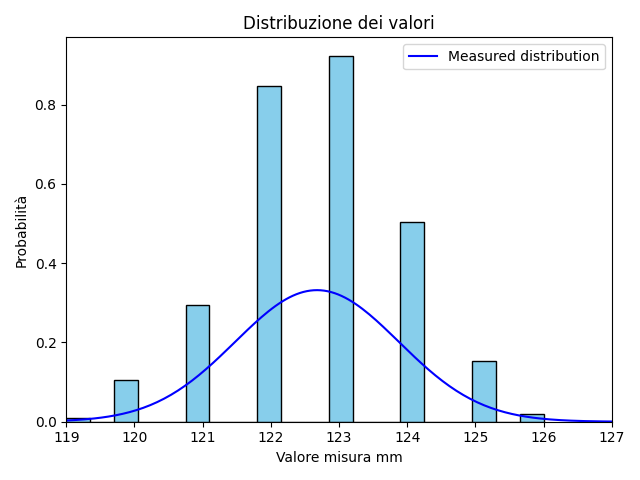 Distribuzione dei valori
Measured distribution
Probabilità
0.8
0.6
0.4
0.2
0.0
119 120 121 122 123 124 125 126 127
Valore misura mm